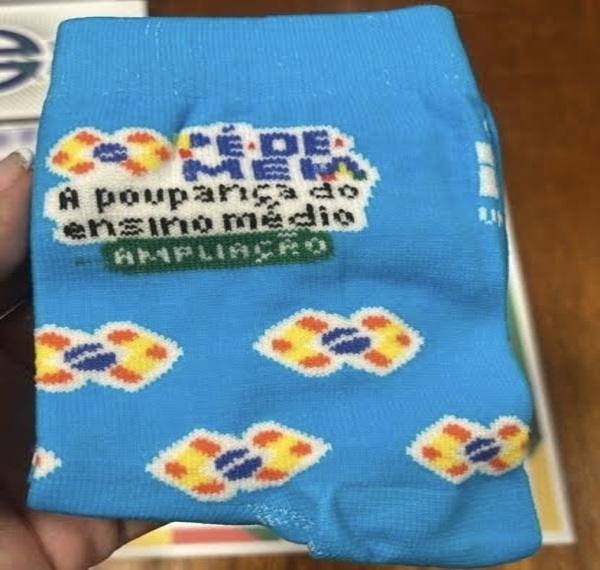 PÉ-DE-
MEIA
A poupança do
ensino médio
AMPLIAÇÃO